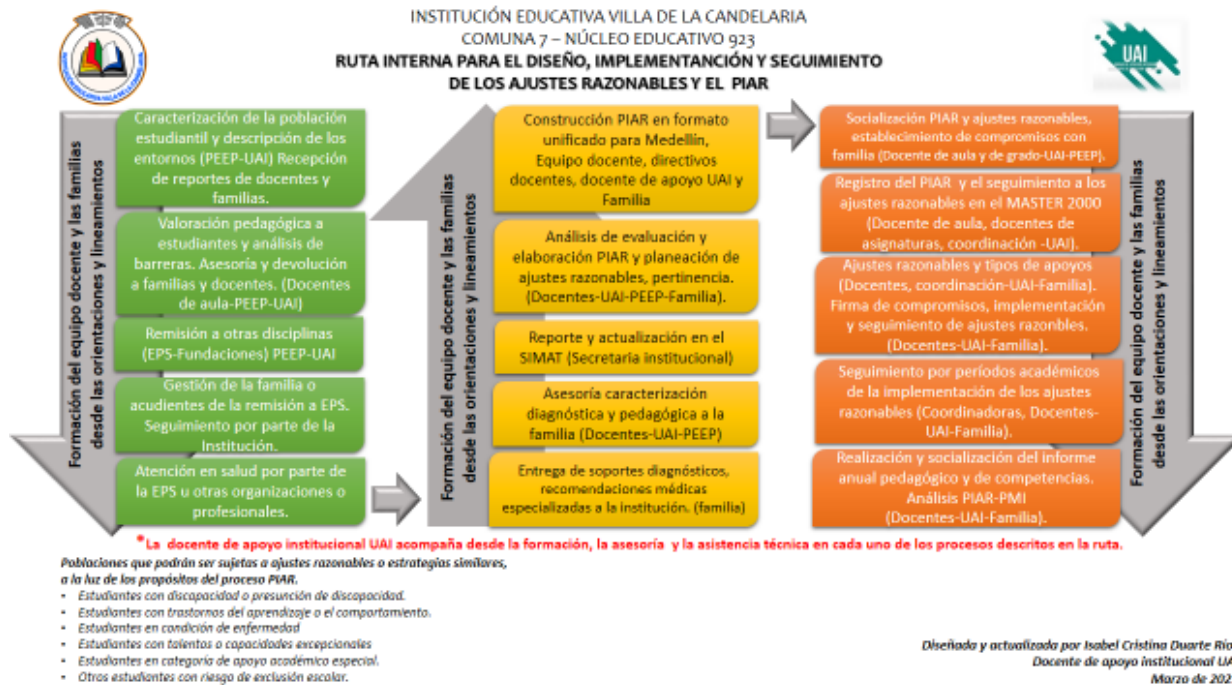 INSTITUCIÓN EDUCATIVA VILLA DE LA CANDELARIA
COMUNA 7 – NÚCLEO EDUCATIVO 923
RUTA INTERNA PARA EL DISEÑO, IMPLEMENTANCIÓN Y SEGUIMIENTO
DE LOS AJUSTES RAZONABLES Y EL PIAR
UAI
Formación del equipo docente y las familias
desde las orientaciones y lineamientos
Caracterización de la población
estudiantil y descripción de los
entornos (PEEP-UAI) Recepción
de reportes de docentes y
familias.
Valoración pedagógica a
estudiantes y análisis de
barreras. Asesoría y devolución
a familias y docentes. (Docentes
de aula-PEEP-UAI)
Remisión a otras disciplinas
(EPS-Fundaciones) PEEP-UAI
Gestión de la familia o
acudientes de la remisión a EPS.
Seguimiento por parte de la
Institución.
Atención en salud por parte de
la EPS u otras organizaciones o
profesionales.
Formación del equipo docente y las familias
desde las orientaciones y lineamientos
Construcción PIAR en formato
unificado para Medellín,
Equipo docente, directivos
docentes, docente de apoyo UAI y
Familia
Análisis de evaluación y
elaboración PIAR y planeación de
ajustes razonables, pertinencia.
(Docentes-UAI-PEEP-Familia).
Reporte y actualización en el
SIMAT (Secretaria institucional)
Asesoría caracterización
diagnóstica y pedagógica a la
familia (Docentes-UAI-PEEP)
Entrega de soportes diagnósticos,
recomendaciones médicas
especializadas a la institución. (familia)
Socialización PIAR y ajustes razonables,
establecimiento de compromisos con
familia (Docente de aula y de grado-UAI-PEEP).
Registro del PIAR y el seguimiento a los
ajustes razonables en el MASTER 2000
(Docente de aula, docentes de
asignaturas, coordinación -UAI).
Ajustes razonables y tipos de apoyos
(Docentes, coordinación-UAI-Familia).
Firma de compromisos, implementación
y seguimiento de ajustes razonbles.
(Docentes-UAI-Familia).
Seguimiento por períodos académicos
de la implementación de los ajustes
razonables (Coordinadoras, Docentes-
UAI-Familia).
Realización y socialización del informe
anual pedagógico y de competencias.
Análisis PIAR-PMI
(Docentes-UAI-Familia).
Formación del equipo docente y las familias
desde las orientaciones y lineamientos
*La docente de apoyo institucional UAI acompaña desde la formación, la asesoría y la asistencia técnica en cada uno de los procesos descritos en la ruta.
Poblaciones que podrán ser sujetas a ajustes razonables o estrategias similares,
a la luz de los propósitos del proceso PIAR.
- Estudiantes con discapacidad o presunción de discapacidad.
- Estudiantes con trastornos del aprendizaje o el comportamiento.
- Estudiantes en condición de enfermedad
- Estudiantes con talentos o capacidades excepcionales
- Estudiantes en categoría de apoyo académico especial.
- Otros estudiantes con riesgo de exclusión escolar.
Diseñada y actualizada por Isabel Cristina Duarte Rio
Docente de apoyo institucional UA
Marzo de 202